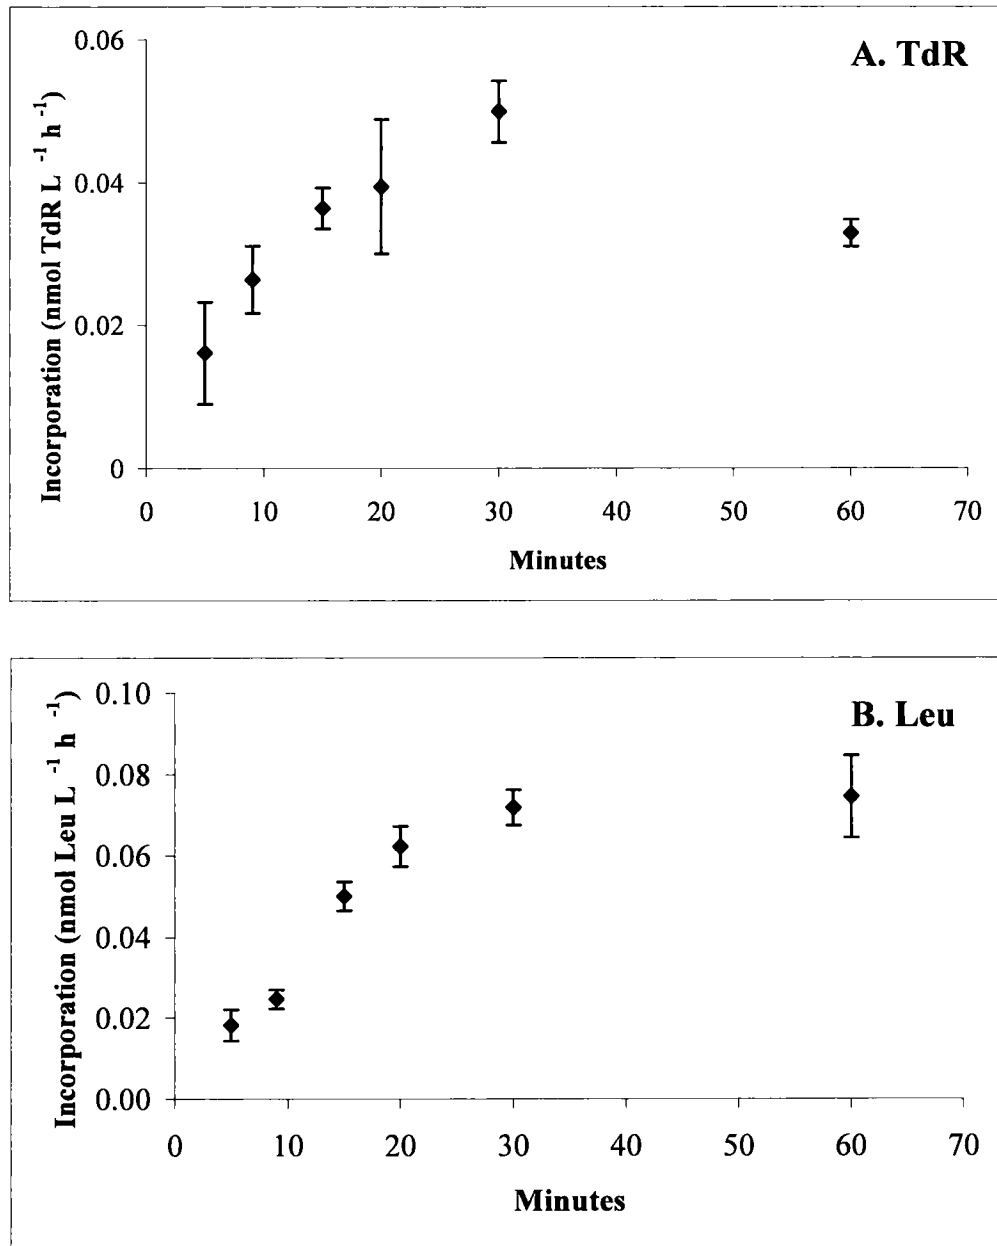 A. TdR
Incorporation (nmol TdR L -1 h -1)
0.06
0.04
0.02
0
0 10 20 30 40 50 60 70
Minutes
B. Leu
Incorporation (nmol Leu L -1 h -1)
0.10
0.08
0.06
0.04
0.02
0.00
0 10 20 30 40 50 60 70
Minutes